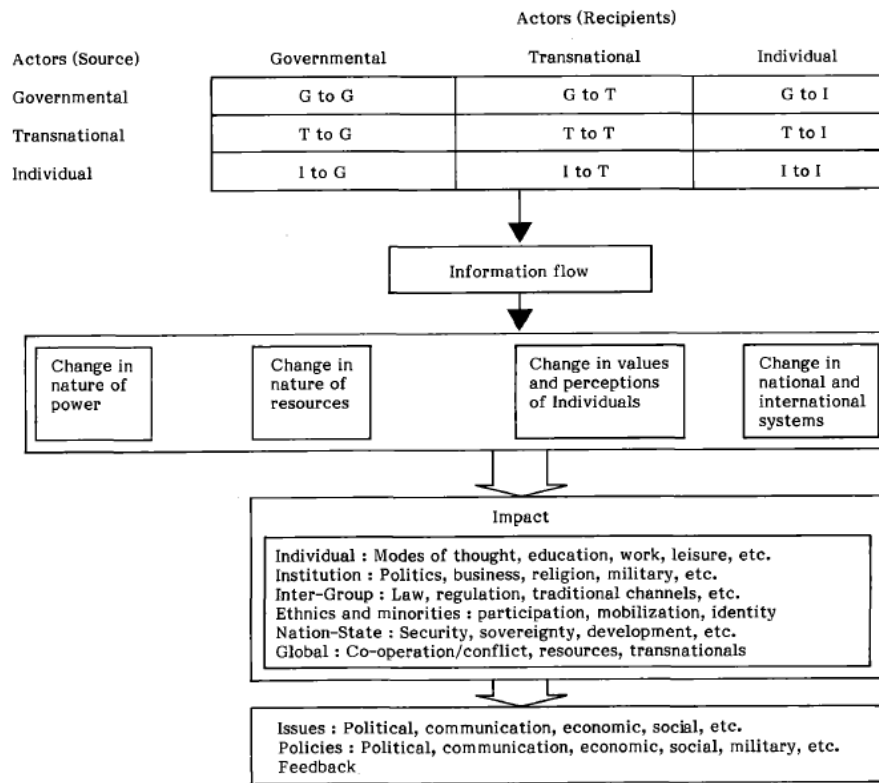 Actors (Recipients)
Actors (Source) Governmental Transnational Individual
Governmental G to G G to T G to I
Transnational T to G T to T T to I
Individual I to G I to T I to I
Information flow
Change in
nature of
power
Change in
nature of
resources
Change in values
and perceptions
of Individuals
Change in
national and
international
systems
Impact
Individual : Modes of thought, education, work, leisure, etc.
Institution : Politics, business, religion, military, etc.
Inter-Group : Law, regulation, traditional channels, etc.
Ethnics and minorities : participation, mobilization, identity
Nation-State : Security, sovereignty, development, etc.
Global : Co-operation/conflict, resources, transnationals
Issues : Political, communication, economic, social, etc.
Policies : Political, communication, economic, social, military, etc.
Feedback